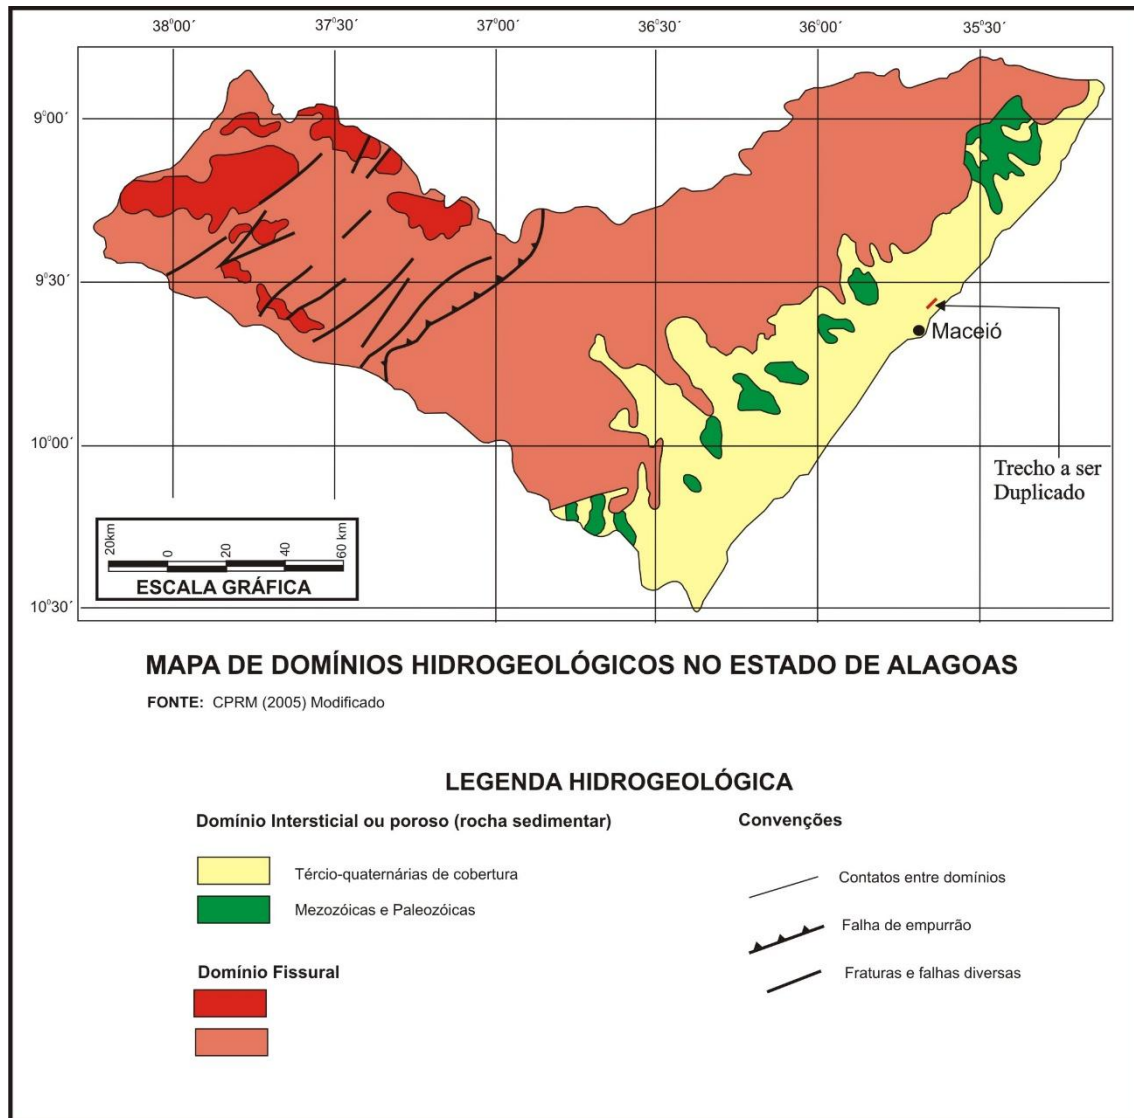 38°00´ 37°30´ 37°00´ 36°30´ 36°00´ 35°30´
9°00´
9°30´
Maceió
10°00´
Trecho a ser
Duplicado
20km 0 20 40 60 km
ESCALA GRÁFICA
10°30´
MAPA DE DOMÍNIOS HIDROGEOLÓGICOS NO ESTADO DE ALAGOAS
FONTE: CPRM (2005) Modificado
LEGENDA HIDROGEOLÓGICA
Domínio Intersticial ou poroso (rocha sedimentar)
Tércio-quaternárias de cobertura
Mezozóicas e Paleozóicas
Domínio Fissural
Convenções
Contatos entre domínios
Falha de empurrão
Fraturas e falhas diversas